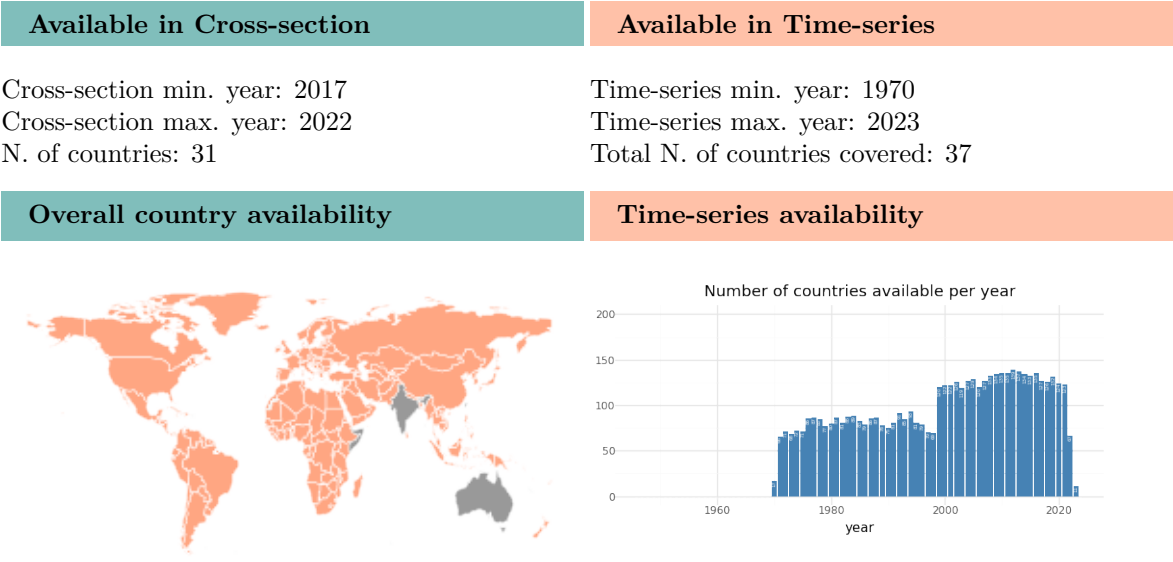 Available in Cross-section
Available in Time-series
Cross-section min. year: 2017
Cross-section max. year: 2022
N. of countries: 31
Time-series min. year: 1970
Time-series max. year: 2023
Total N. of countries covered: 37
Overall country availability
Time-series availability
Number of countries available per year
200
150
100
50
0
1960
1980
2000
2020
year